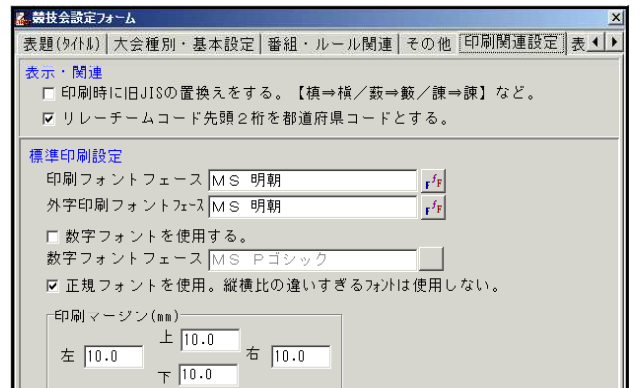 競技会設定フォーム
表題(ﾀｲﾄﾙ) 大会種別・基本設定 番組・ルール関連 その他 印刷関連設定 表
表示・関連
印刷時に旧JISの置換えをする。【槙⇒槇／薮⇒籔／諌⇒諫】など。
リレーチームコード先頭2桁を都道府県コードとする。
標準印刷設定
印刷フォントフェース ＭＳ 明朝
外字印刷フォントﾌｪｰｽ ＭＳ 明朝
数字フォントを使用する。
数字フォントフェース ＭＳ Ｐゴシック
正規フォントを使用。縦横比の違いすぎるﾌｫﾝﾄは使用しない。
印刷マージン(mm)
上 10.0
左 10.0 右 10.0
下 10.0